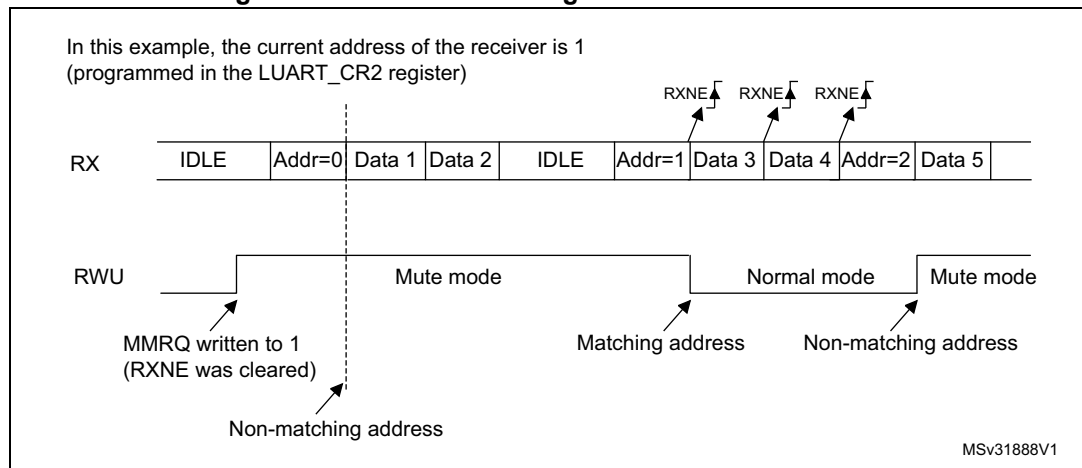 In this example, the current address of the receiver is 1
(programmed in the LUART_CR2 register)
RXNE RXNE RXNE
RX IDLE Addr=0 Data 1 Data 2 IDLE Addr=1 Data 3 Data 4 Addr=2 Data 5
RWU Mute mode Normal mode Mute mode
MMRQ written to 1
(RXNE was cleared)
Matching address Non-matching address
Non-matching address
MSv31888V1